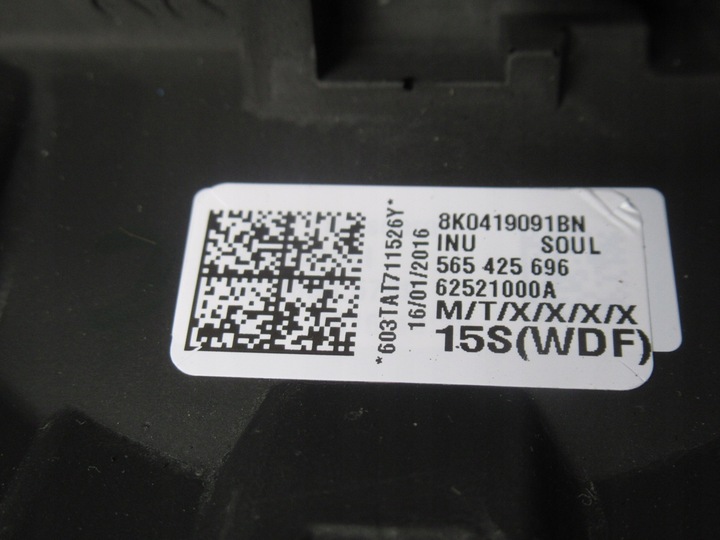 *603TAT711526Y*
16/01/2016
8K0419091BN
INU SOUL
565 425 696
62521000A
M/T/X/X/X/X
15S(WDF)